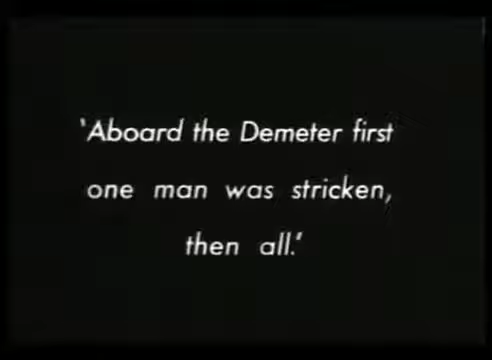 'Aboard the Demeter first
one man was stricken,
then all.'